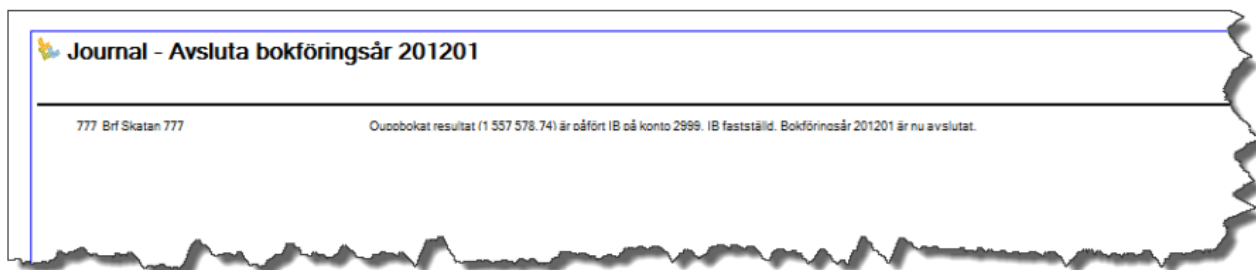 Journal - Avsluta bokföringsår 201201
777 Brf Skatan 777 Ouppbokat resultat (1 557 578.74) är påfört IB på konto 2999. IB fastställd. Bokföringsår 201201 är nu avslutat.